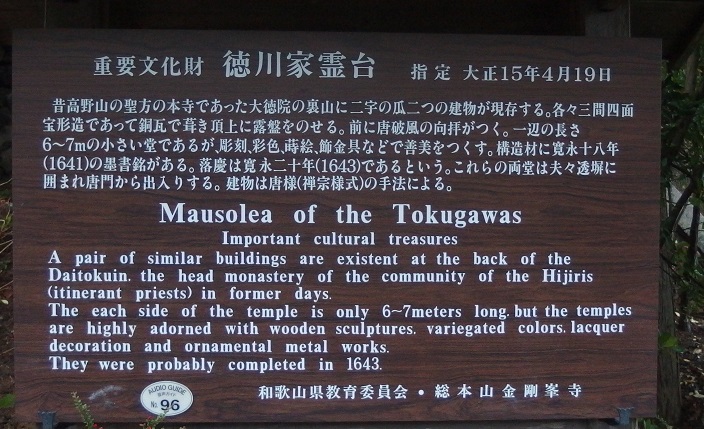 重要文化財 徳川家霊台 指定 大正15年4月19日
昔高野山の聖方の本寺であった大徳院の裏山に二宇の瓜二つの建物が現存する。各々三間四面
宝形造であって銅瓦で葺き頂上に露盤をのせる。前に唐破風の向拝がつく。一辺の長さ
6〜7mの小さい堂であるが、彫刻、彩色、蒔絵、飾金具などで善美をつくす。構造材に寛永十八年
(1641)の墨書銘がある。落慶は寛永二十年(1643)であるという。これらの両堂は夫々透塀に
囲まれ唐門から出入りする。建物は唐様(禅宗様式)の手法による。
Mausolea of the Tokugawas
Important cultural treasures
A pair of similar buildings are existent at the back of the
Daitokuin. the head monastery of the community of the Hijiris
(itinerant priests) in former days.
The each side of the temple is only 6~7meters long. but the temples
are highly adorned with wooden sculptures. variegated colors. lacquer
decoration and ornamental metal works.
They were probably completed in 1643.
AUDIO GUIDE
音声ガイド
No. 96
和歌山県教育委員会・総本山金剛峯寺